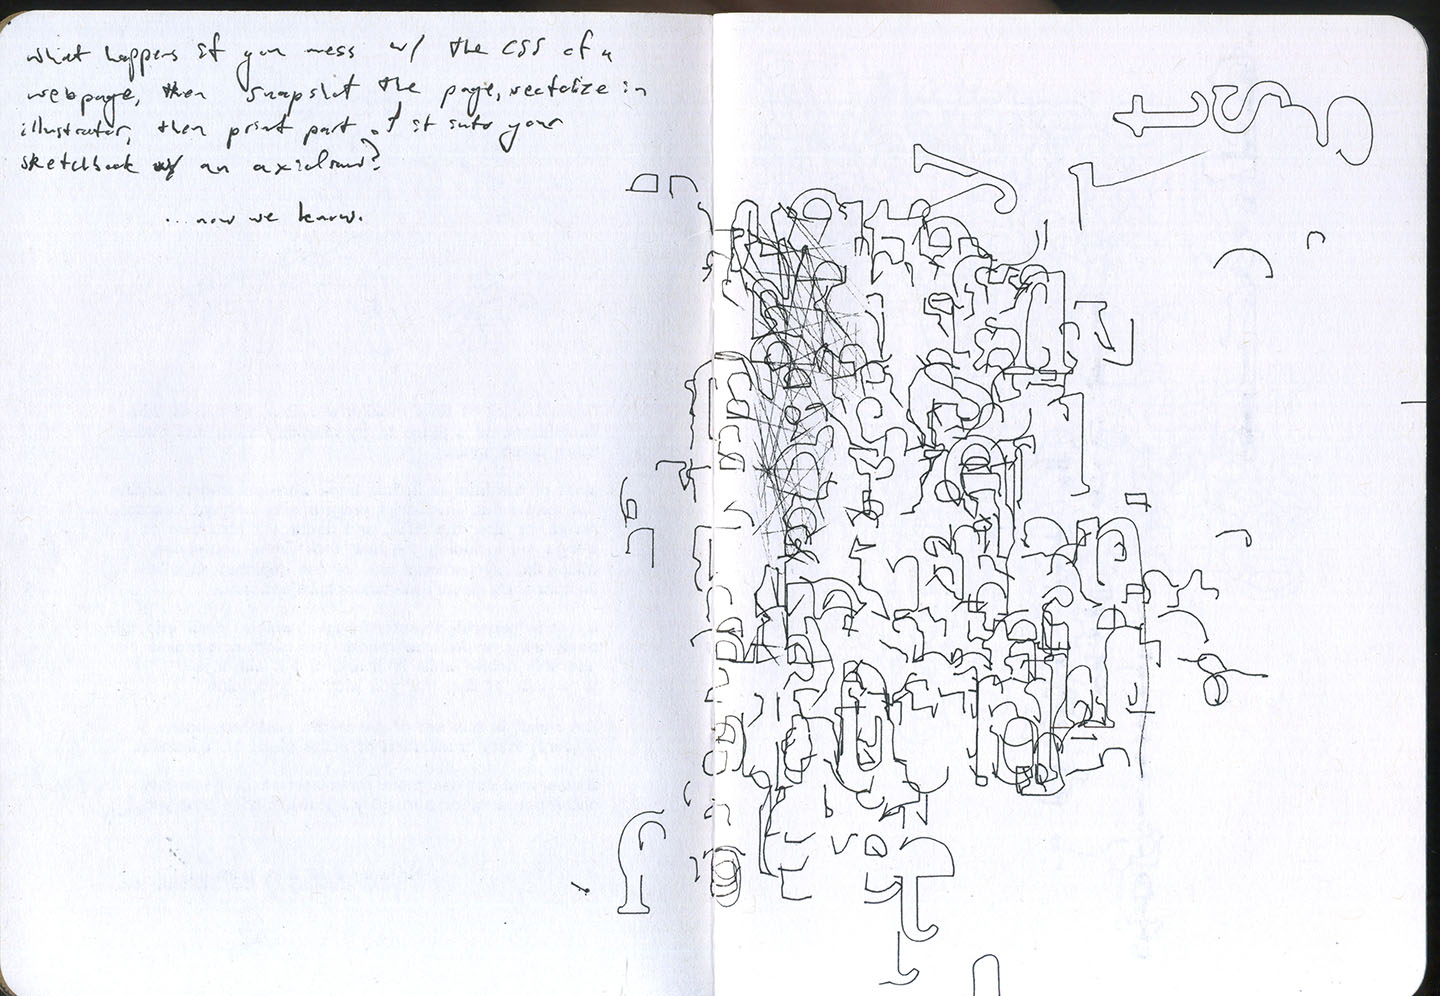 what happens if you mess w/ the CSS of a
webpage, then snapshot the page, vectorize in
illustrator, then print part of it into your
sketchbook w/ an axidraw?
...now we know.